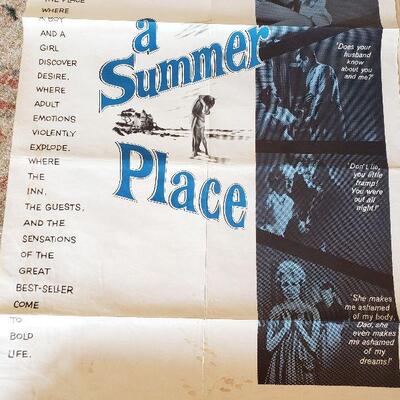 THE PLACE
WHERE
A BOY
AND A
GIRL
DISCOVER
DESIRE.
WHERE
ADULT
EMOTIONS
VIOLENTLY
EXPLODE.
WHERE
THE
INN,
THE GUESTS,
AND THE
SENSATIONS
OF THE
GREAT
BEST-SELLER
COME
TO
BOLD
LIFE.
a
Summer
Place
'Does your
husband
know
about you
and me?'
'Don't lie,
you little
tramp! You
were out
all night!'
'She makes
me ashamed
of my body.
Dad, she
even makes
me ashamed
of my
dreams!'